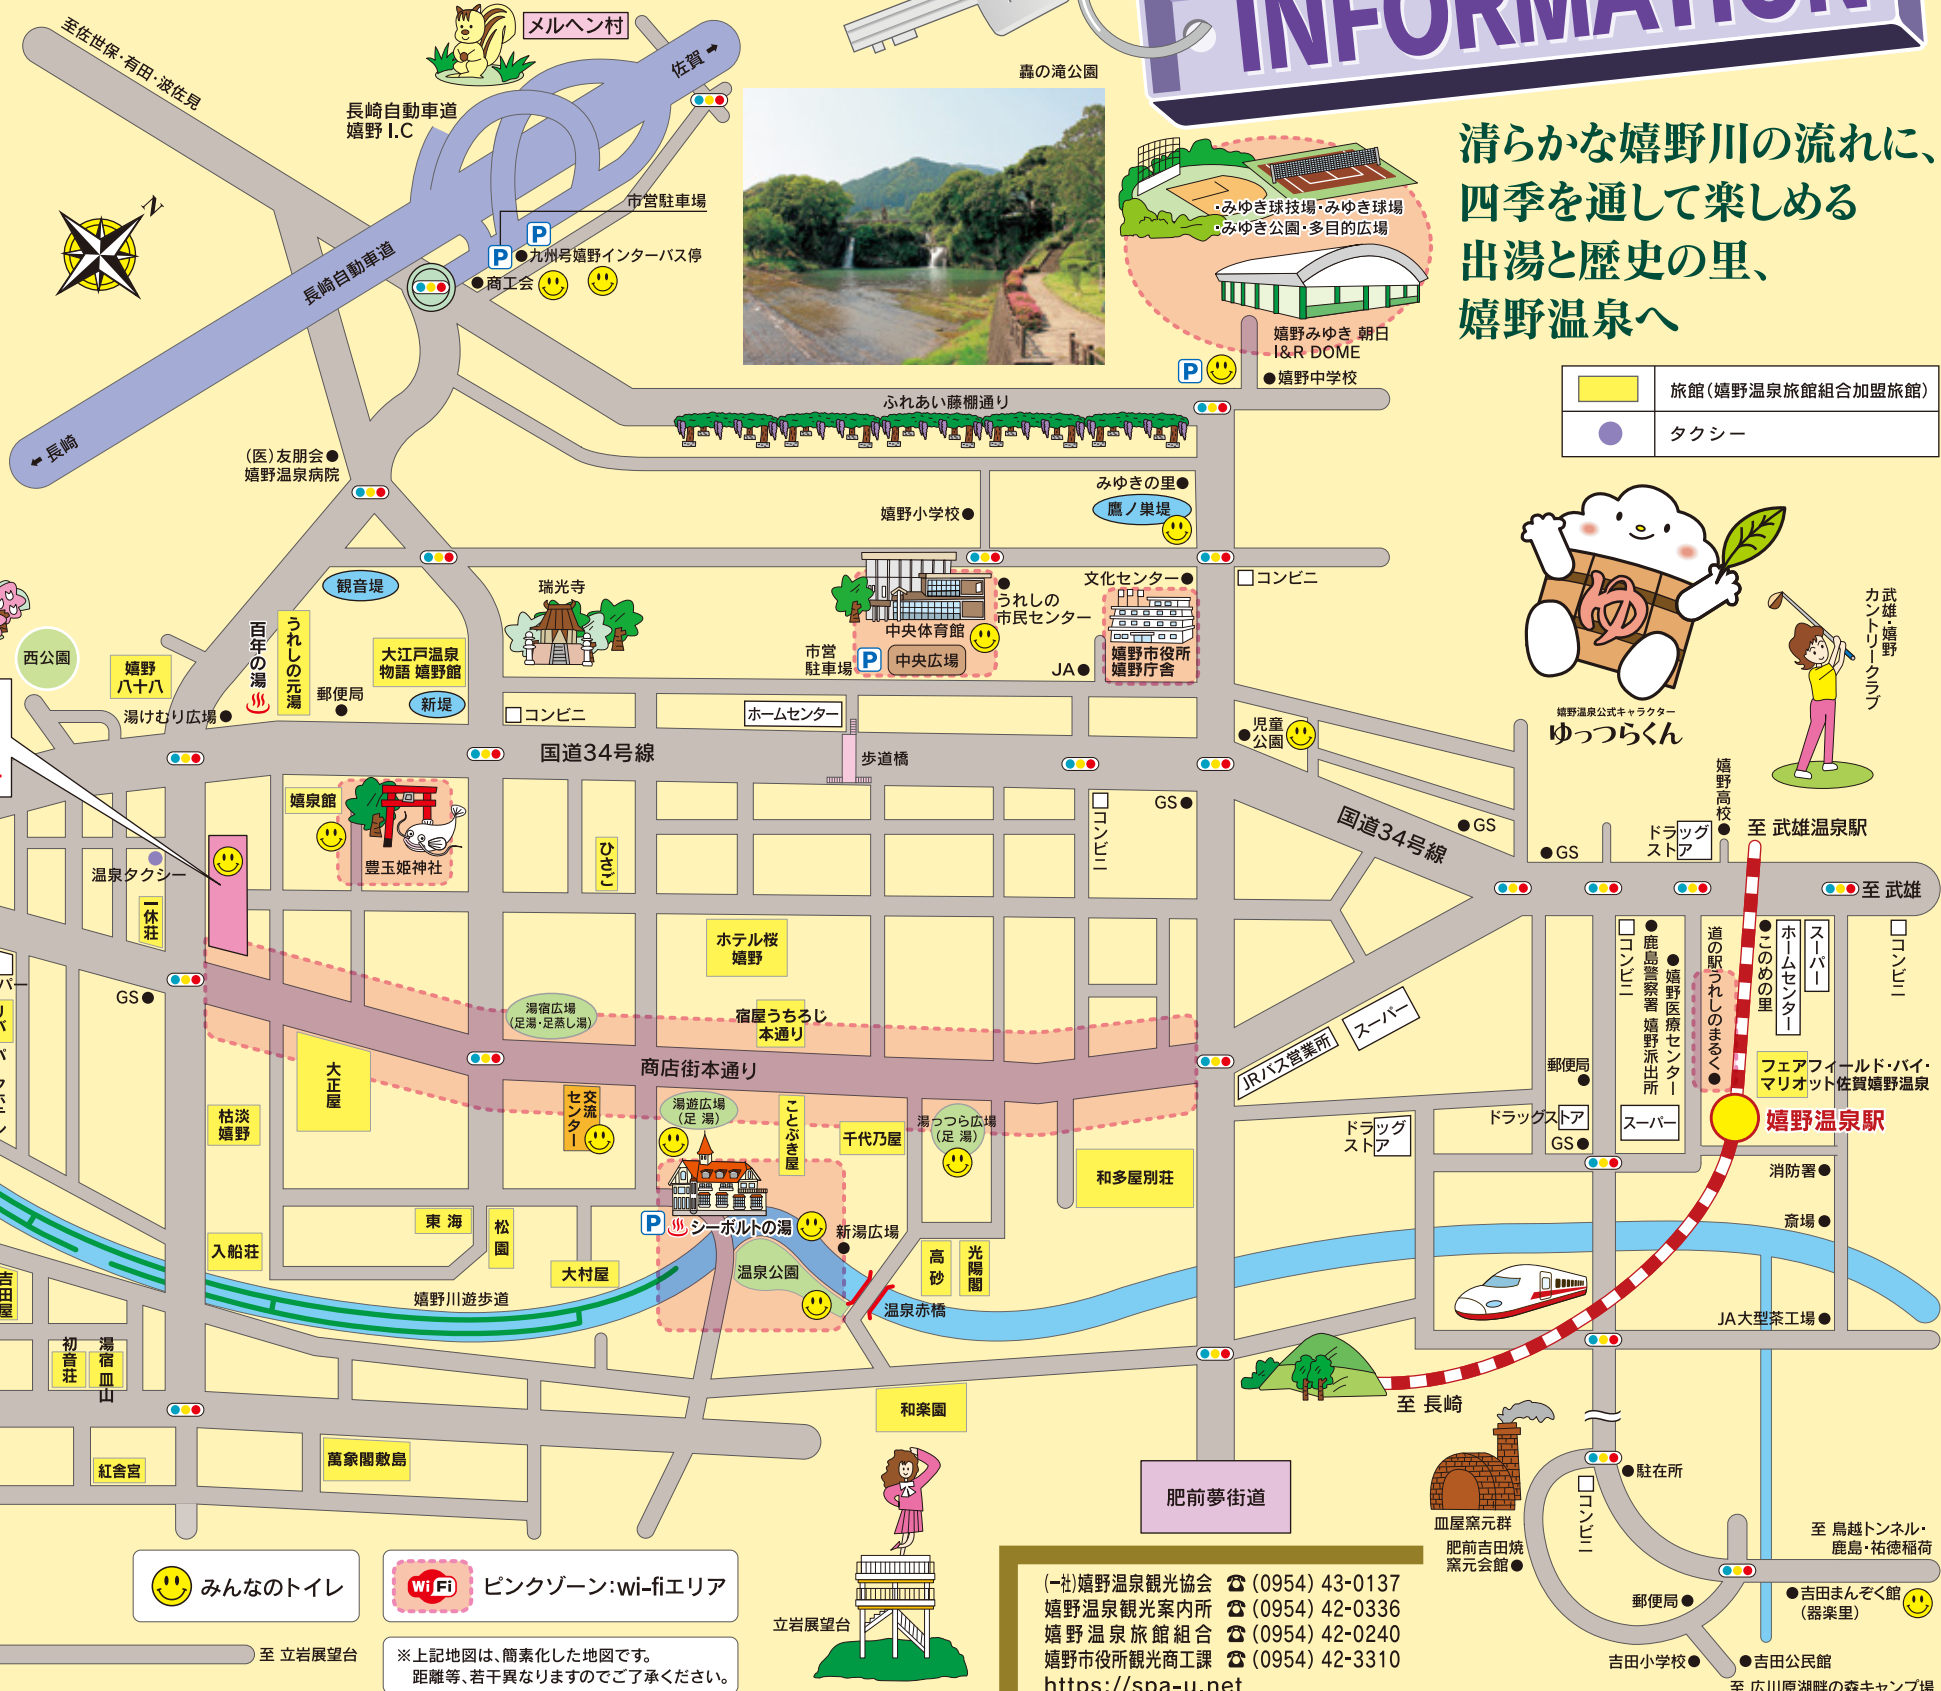 INFORMATION
メルヘン村
至佐世保・有田・波佐見
佐賀
長崎自動車道
嬉野 I.C
轟の滝公園
清らかな嬉野川の流れに、
四季を通して楽しめる
出湯と歴史の里、
嬉野温泉へ
N
市営駐車場
P
P
九州号嬉野インターバス停
商工会
長崎自動車道
長崎
・みゆき球技場・みゆき球場
・みゆき公園・多目的広場
嬉野みゆき 朝日
I&R DOME
P
嬉野中学校
旅館(嬉野温泉旅館組合加盟旅館)
タクシー
ふれあい藤棚通り
(医)友朋会
嬉野温泉病院
みゆきの里
鷹ノ巣堤
嬉野小学校
観音堤
瑞光寺
中央体育館
うれしの
市民センター
文化センター
コンビニ
市営
駐車場
P
中央広場
JA
嬉野市役所
嬉野庁舎
ゆ
嬉野温泉公式キャラクター
ゆっつらくん
武雄・嬉野
カントリークラブ
西公園
嬉野
八十八
百年の湯
うれしの元湯
大江戸温泉
物語 嬉野館
郵便局
新堤
湯けむり広場
コンビニ
ホームセンター
国道34号線
歩道橋
児童
公園
嬉泉館
豊玉姫神社
ひさご
コンビニ
GS
国道34号線
GS
GS
ドラッグ
ストア
嬉野高校
至 武雄温泉駅
至 武雄
温泉タクシー
一休荘
GS
ホテル桜
嬉野
湯宿広場
(足湯・足蒸し湯)
宿屋うちろじ
本通り
商店街本通り
JRバス営業所
スーパー
コンビニ
鹿島警察署 嬉野派出所
嬉野医療センター
道の駅うれしのまるく
このめの里
ホームセンター
スーパー
コンビニ
郵便局
フェアフィールド・バイ・
マリオット佐賀嬉野温泉
嬉野温泉駅
ドラッグストア
GS
スーパー
ドラッグ
ストア
消防署
斎場
大正屋
枯淡
嬉野
交流
センター
湯遊広場
(足 湯)
ことぶき屋
千代乃屋
湯っつら広場
(足 湯)
和多屋別荘
入船荘
東 海
松園
大村屋
P
シーボルトの湯
新湯広場
温泉公園
高砂
光陽閣
温泉赤橋
嬉野川遊歩道
吉田屋
初音荘
湯宿 皿山
紅舎宮
萬象閣敷島
和楽園
JA大型茶工場
至 長崎
肥前夢街道
皿屋窯元群
肥前吉田焼
窯元会館
駐在所
コンビニ
至 鳥越トンネル・
鹿島・祐徳稲荷
郵便局
吉田まんぞく館
(器楽里)
吉田小学校
吉田公民館
至 広川原湖畔の森キャンプ場
みんなのトイレ
WiFi
ピンクゾーン:wi-fiエリア
至 立岩展望台
※上記地図は、簡素化した地図です。
距離等、若干異なりますのでご了承ください。
立岩展望台
(一社)嬉野温泉観光協会 ☎(0954) 43-0137
嬉野温泉観光案内所 ☎(0954) 42-0336
嬉野温泉旅館組合 ☎(0954) 42-0240
嬉野市役所観光商工課 ☎(0954) 42-3310
https://spa-u.net